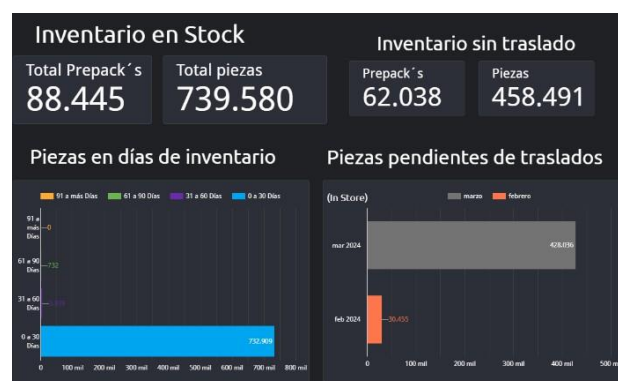 Inventario en Stock
Total Prepack´s
88.445
Total piezas
739.580
Inventario sin traslado
Prepack´s
62.038
Piezas
458.491
Piezas en días de inventario
91 a más Días
61 a 90 Días
31 a 60 Días
0 a 30 Días
91 a
más
Días
0
61 a 90
Días
732
31 a 60
Días
0 a 30
Días
732.909
0
100 mil
200 mil
300 mil
400 mil
500 mil
600 mil
700 mil
800 mil
Piezas pendientes de traslados
(In Store)
marzo
febrero
mar 2024
428.036
feb 2024
30.455
0
100 mil
200 mil
300 mil
400 mil
500 m